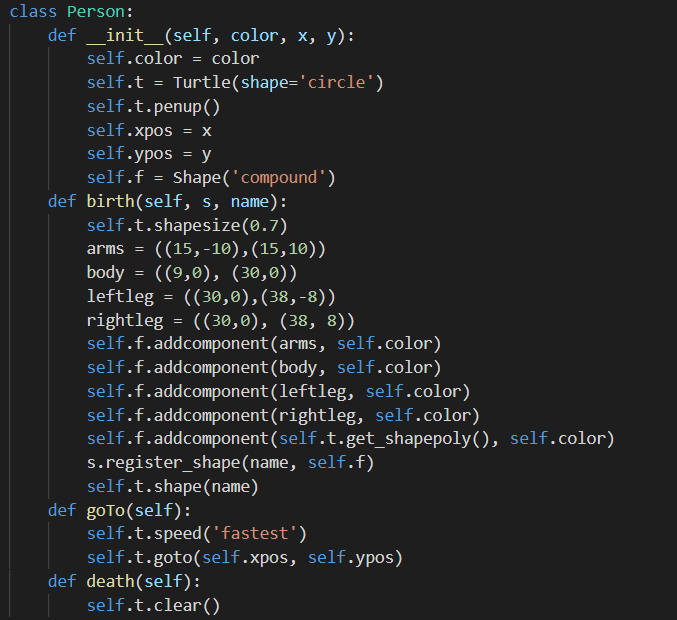 class Person:
    def __init__(self, color, x, y):
        self.color = color
        self.t = Turtle(shape='circle')
        self.t.penup()
        self.xpos = x
        self.ypos = y
        self.f = Shape('compound')
    def birth(self, s, name):
        self.t.shapesize(0.7)
        arms = ((15,-10),(15,10))
        body = ((9,0), (30,0))
        leftleg = ((30,0),(38,-8))
        rightleg = ((30,0), (38, 8))
        self.f.addcomponent(arms, self.color)
        self.f.addcomponent(body, self.color)
        self.f.addcomponent(leftleg, self.color)
        self.f.addcomponent(rightleg, self.color)
        self.f.addcomponent(self.t.get_shapepoly(), self.color)
        s.register_shape(name, self.f)
        self.t.shape(name)
    def goTo(self):
        self.t.speed('fastest')
        self.t.goto(self.xpos, self.ypos)
    def death(self):
        self.t.clear()